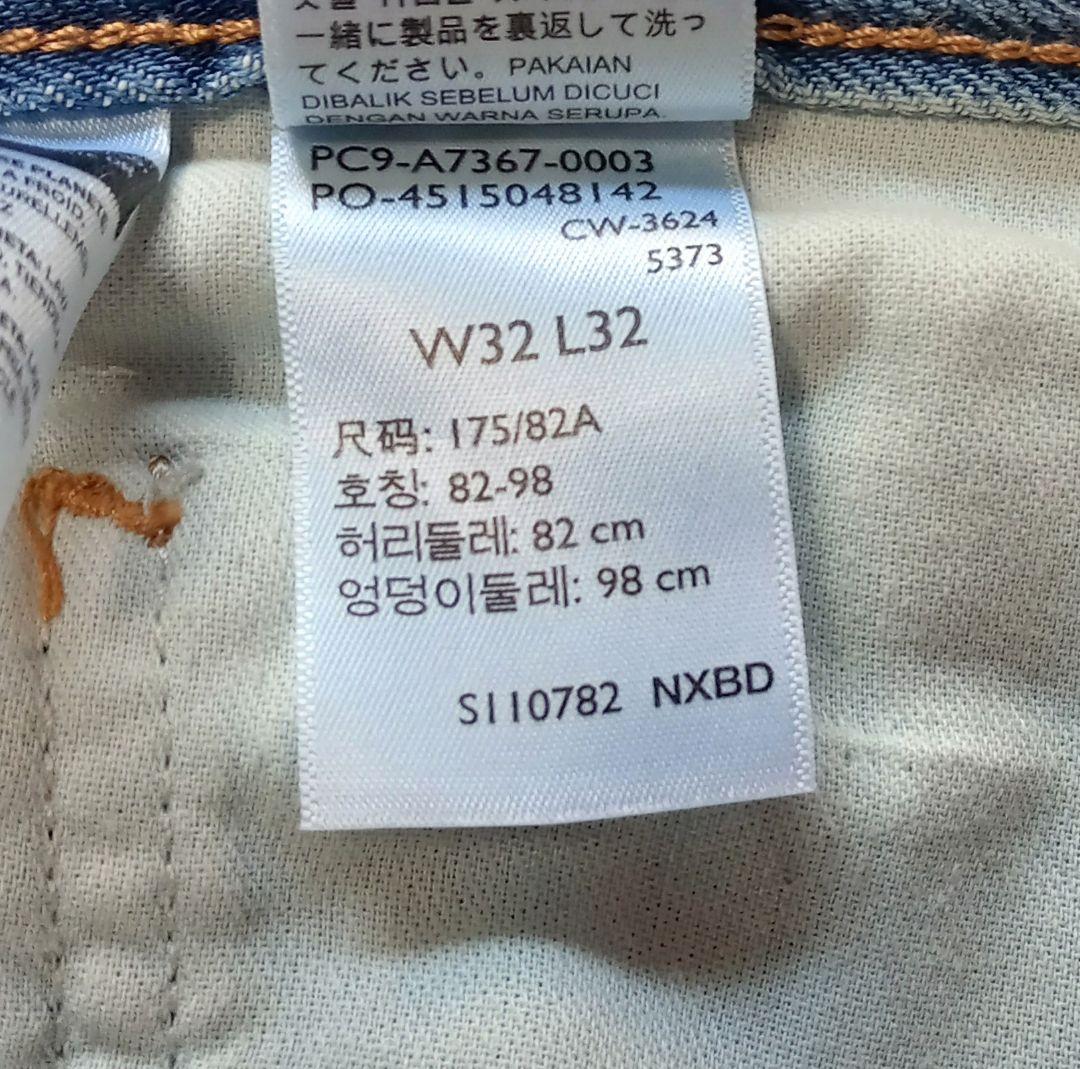 一緒に製品を裏返して洗っ
てください。PAKAIAN
DIBALIK SEBELUM DICUCI
DENGAN WARNA SERUPA.
PC9-A7367-0003
PO-4515048142
CW-3624
5373
W32 L32
尺码: 175/82A
호칭: 82-98
허리둘레: 82 cm
엉덩이둘레: 98 cm
S110782 NXBD
PLANETE
A FROID,